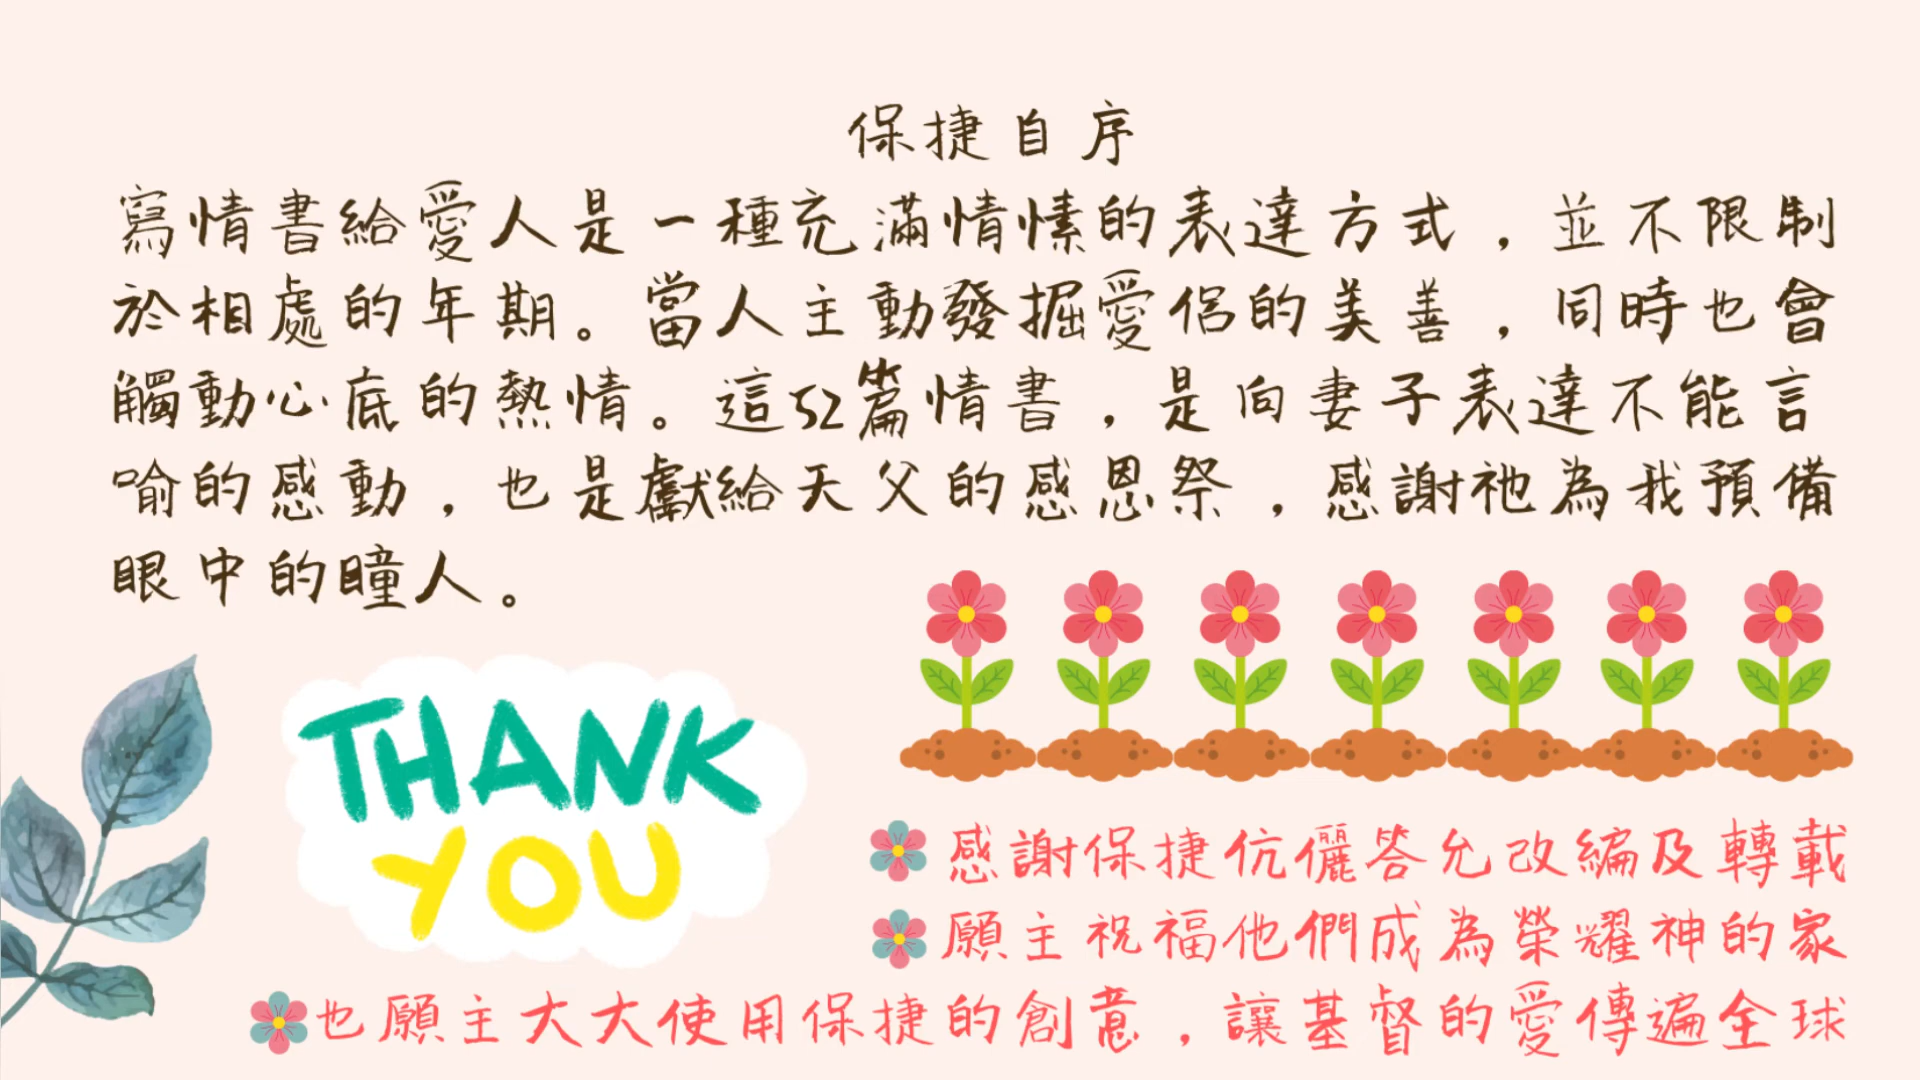 保捷自序
寫情書給愛人是一種充滿情愫的表達方式，並不限制
於相處的年期。當人主動發掘愛侶的美善，同時也會
觸動心底的熱情。這52篇情書，是向妻子表達不能言
喻的感動，也是獻給天父的感恩祭，感謝祂為我預備
眼中的瞳人。
THANK
YOU
感謝保捷伉儷答允改編及轉載
願主祝福他們成為榮耀神的家
也願主大大使用保捷的創意，讓基督的愛傳遍全球